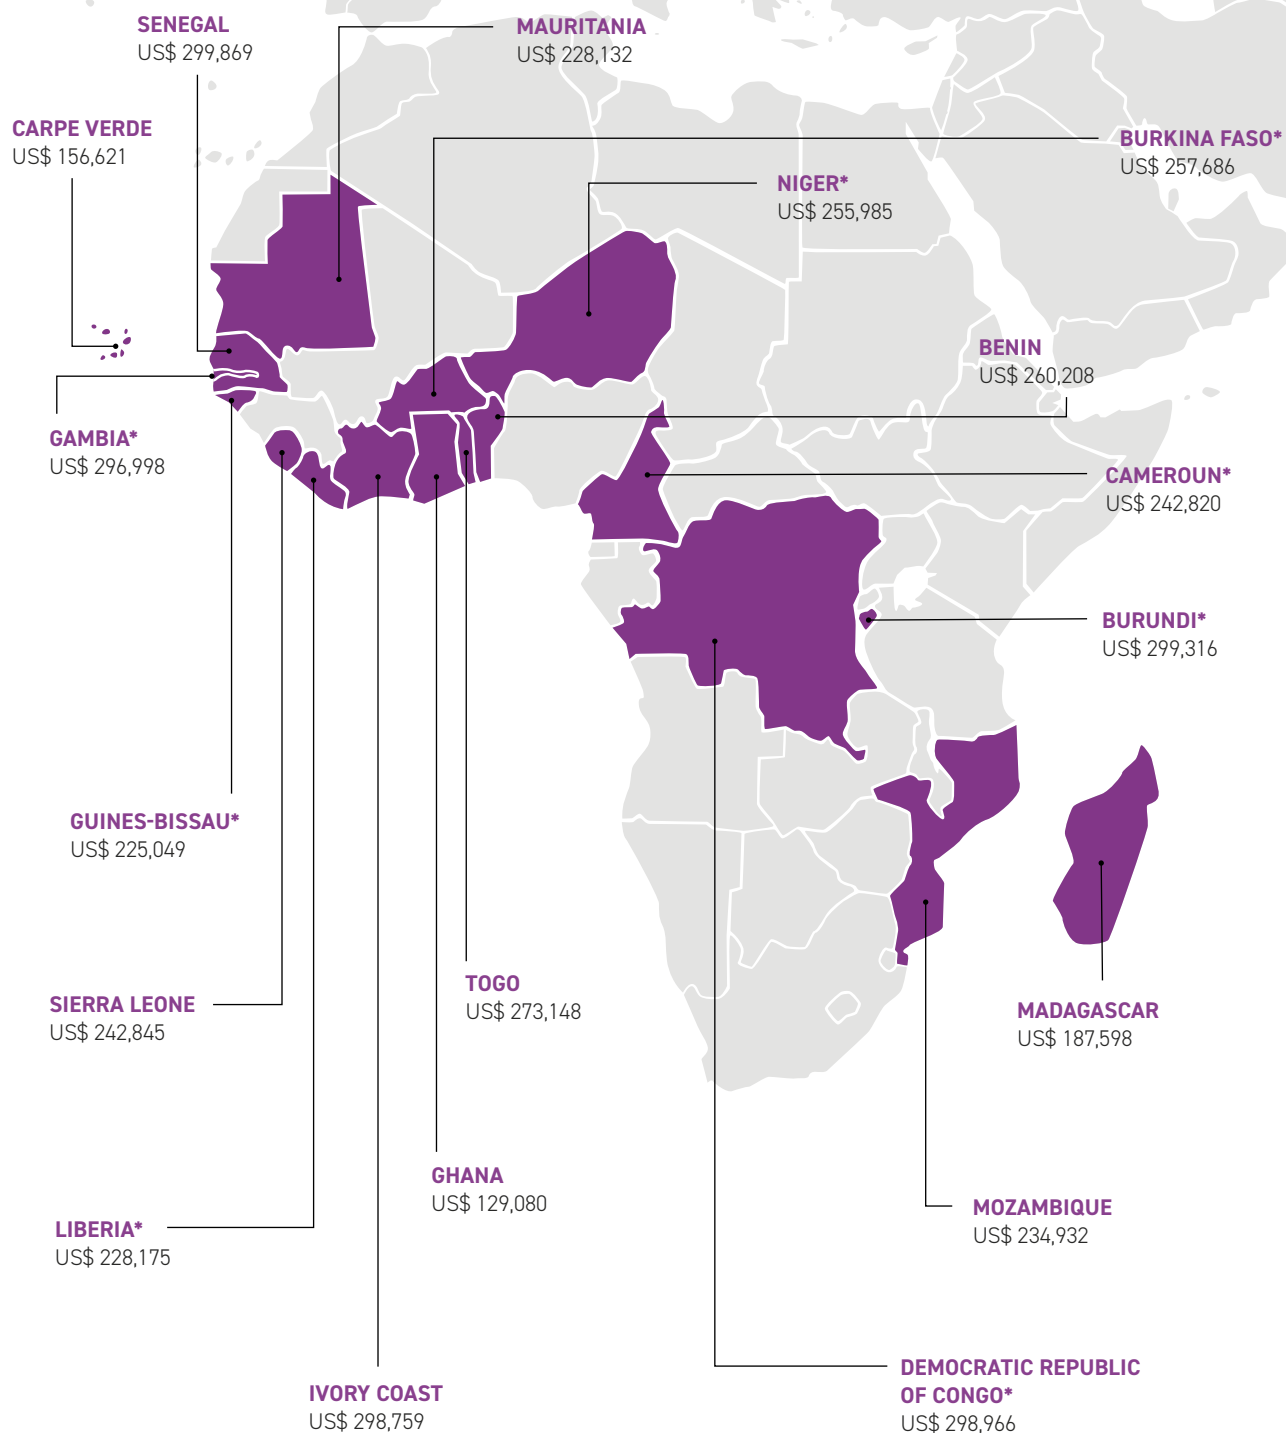 SENEGAL
US$ 299,869
MAURITANIA
US$ 228,132
CARPE VERDE
US$ 156,621
BURKINA FASO*
US$ 257,686
NIGER*
US$ 255,985
BENIN
US$ 260,208
GAMBIA*
US$ 296,998
CAMEROUN*
US$ 242,820
BURUNDI*
US$ 299,316
GUINES-BISSAU*
US$ 225,049
SIERRA LEONE
US$ 242,845
TOGO
US$ 273,148
MADAGASCAR
US$ 187,598
GHANA
US$ 129,080
MOZAMBIQUE
US$ 234,932
LIBERIA*
US$ 228,175
IVORY COAST
US$ 298,759
DEMOCRATIC REPUBLIC
OF CONGO*
US$ 298,966